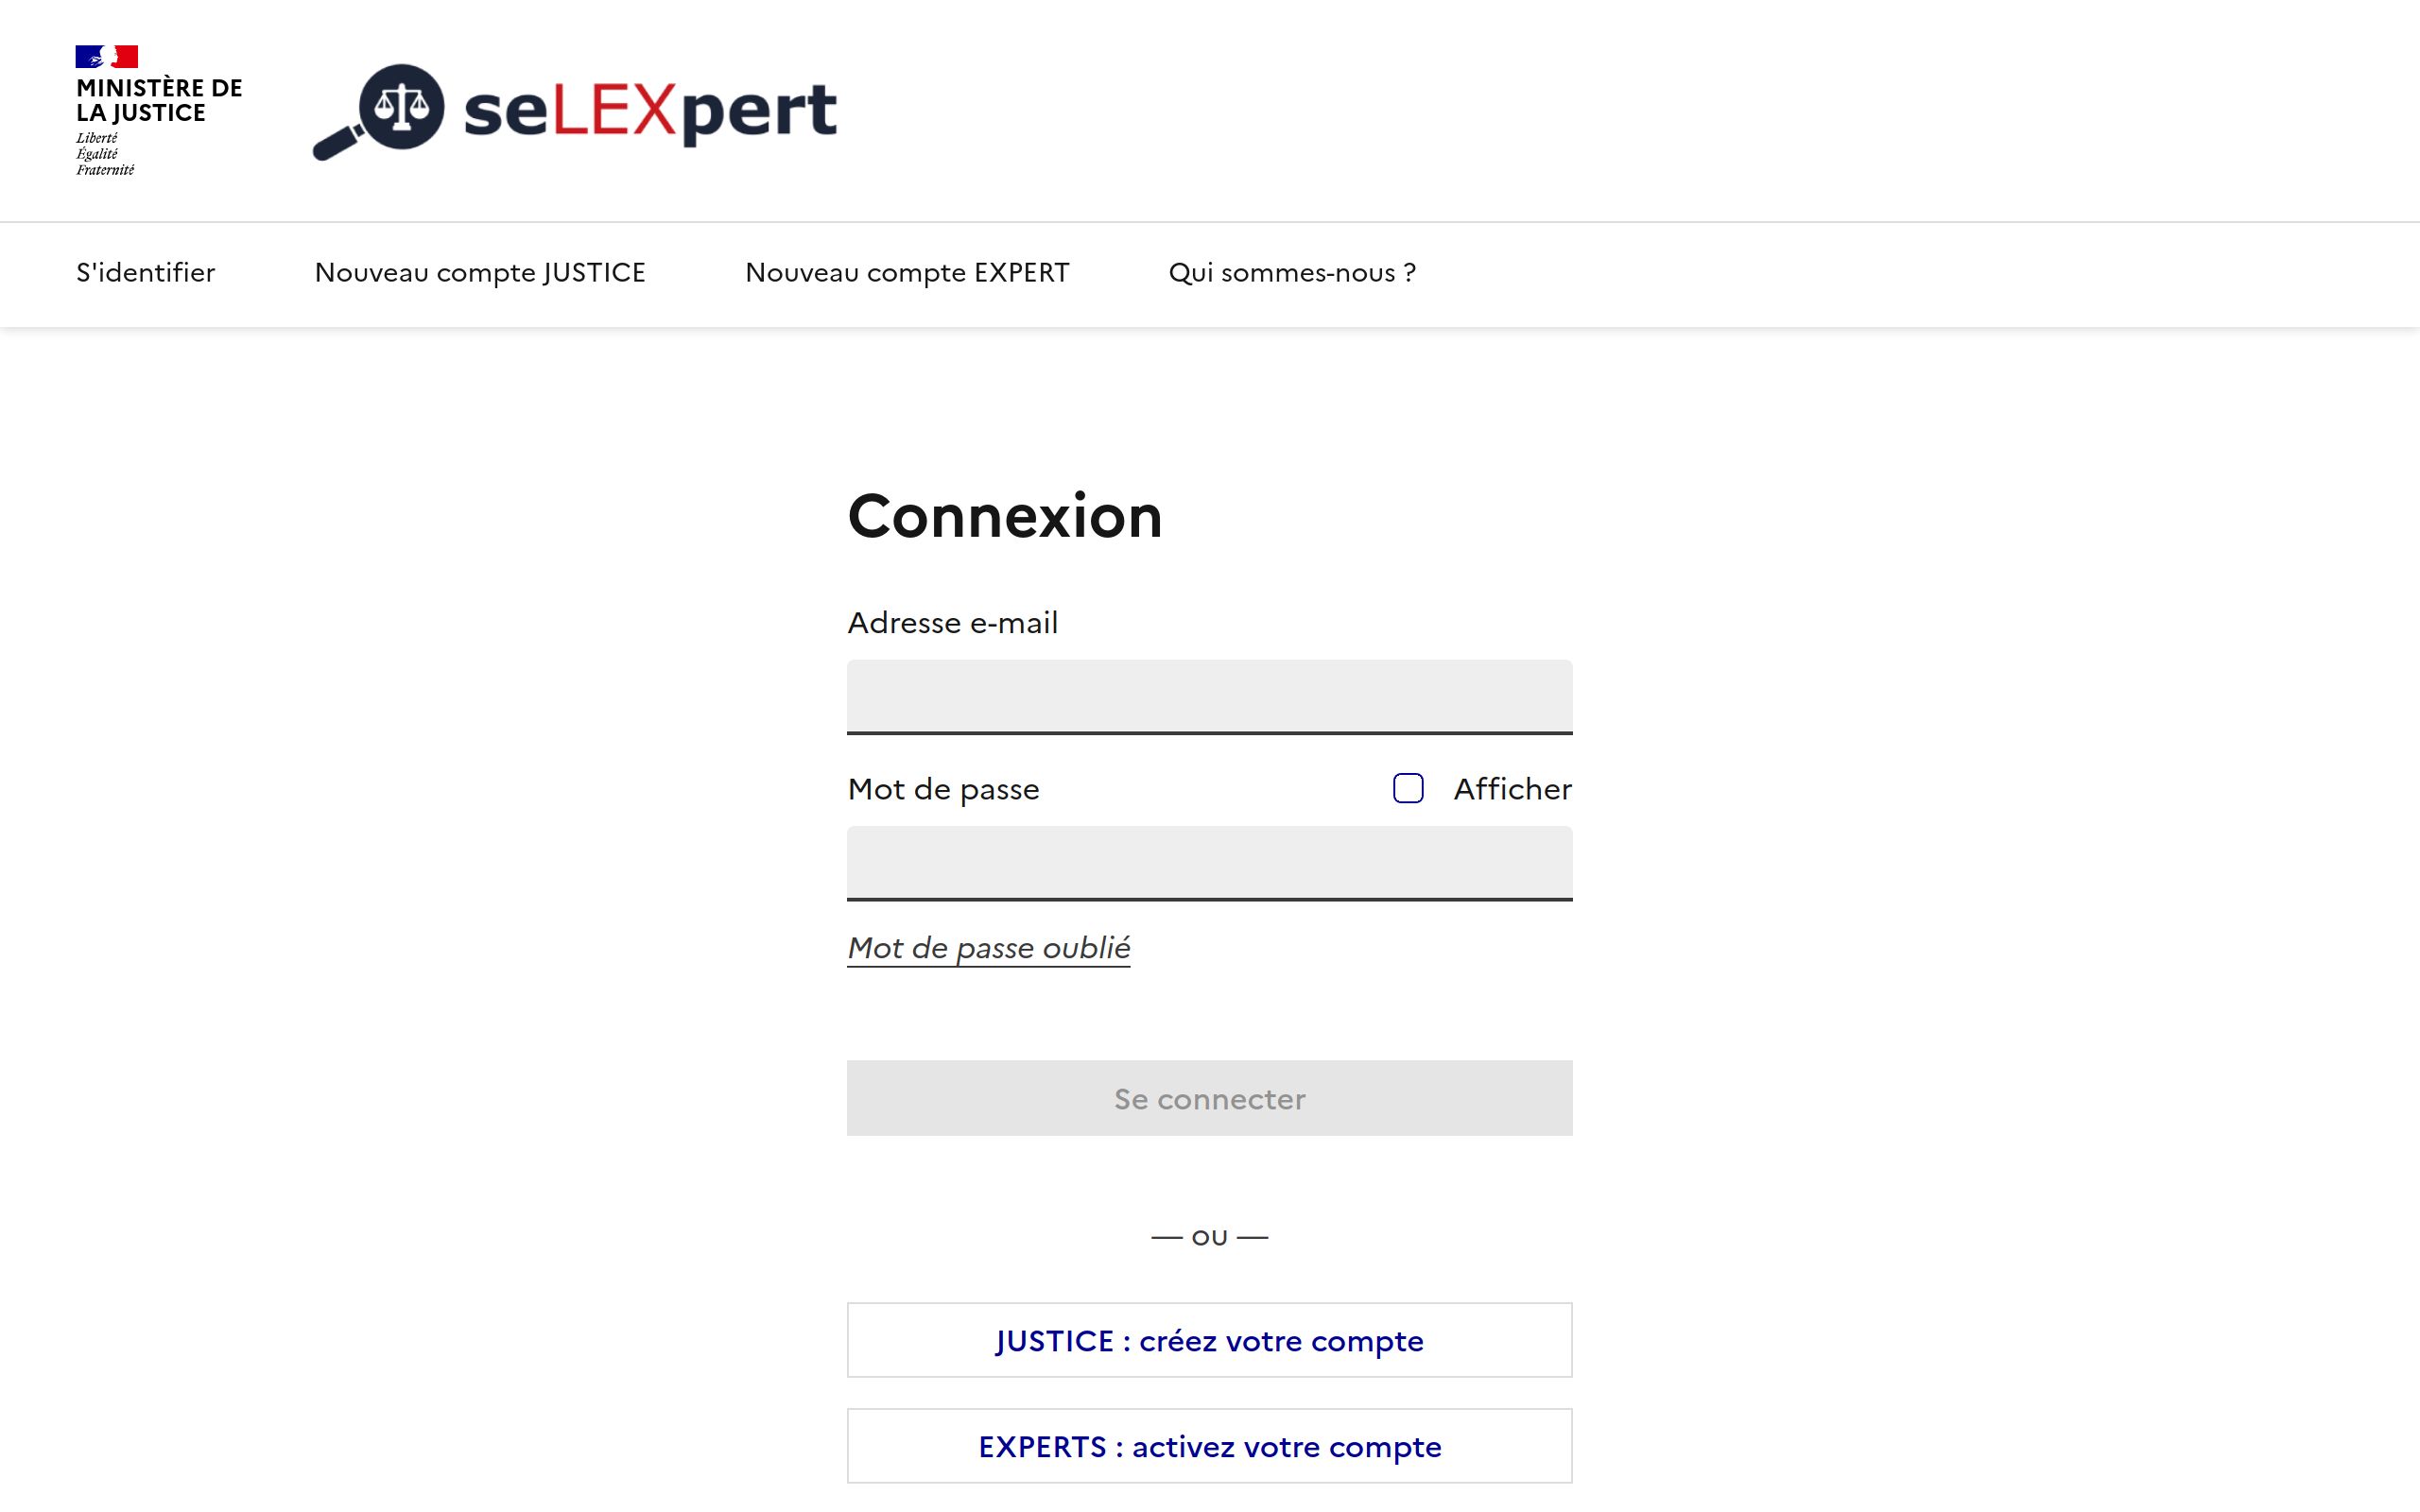 MINISTÈRE DE
LA JUSTICE
Liberté
Égalité
Fraternité
seLEXpert
S'identifier Nouveau compte JUSTICE Nouveau compte EXPERT Qui sommes-nous ?
Connexion
Adresse e-mail
Mot de passe Afficher
Mot de passe oublié
Se connecter
— ou —
JUSTICE : créez votre compte
EXPERTS : activez votre compte